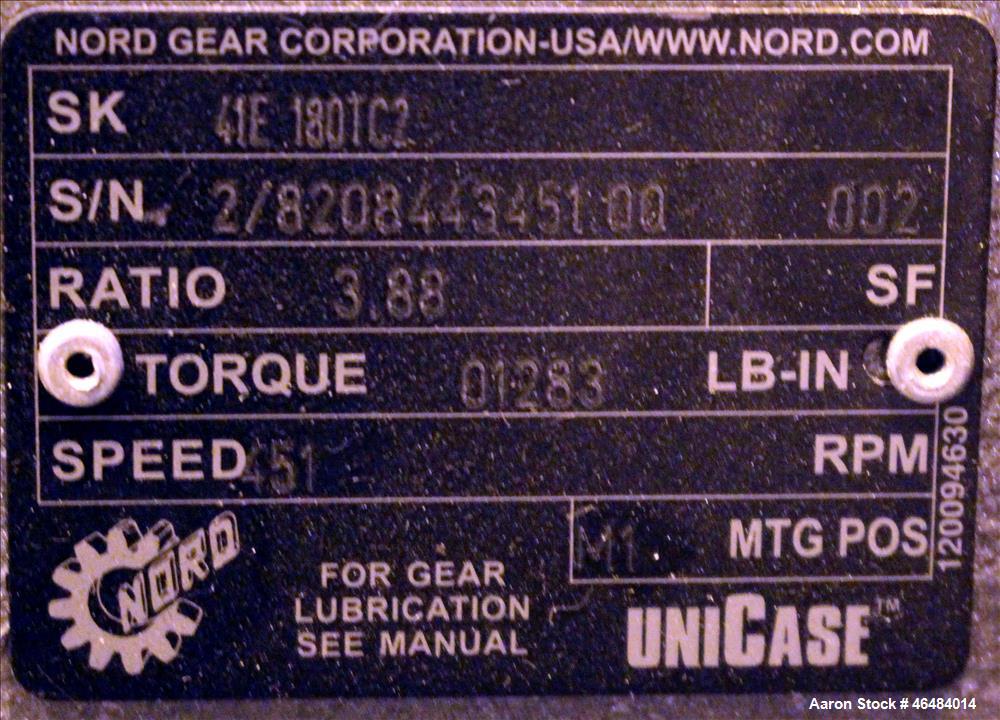 NORD GEAR CORPORATION-USA/WWW.NORD.COM
SK 41E 180TC2
S/N 2/8208443451.00 002
RATIO 3.88 SF
TORQUE 01283 LB-IN
SPEED 451 RPM
M1 MTG POS
120094630
NORD
FOR GEAR
LUBRICATION
SEE MANUAL
UNICASE™
Aaron Stock # 46484014